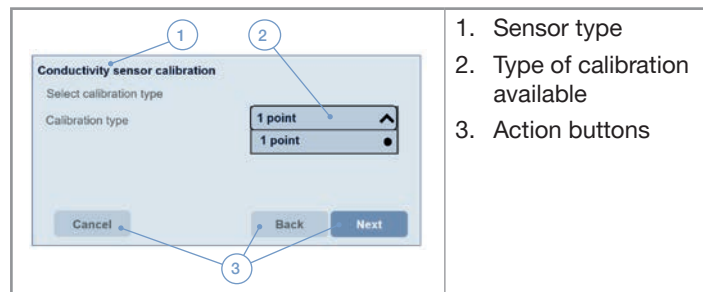 1
2
Conductivity sensor calibration
Select calibration type
Calibration type
1 point
1 point
Cancel
Back
Next
3
1. Sensor type
2. Type of calibration
available
3. Action buttons